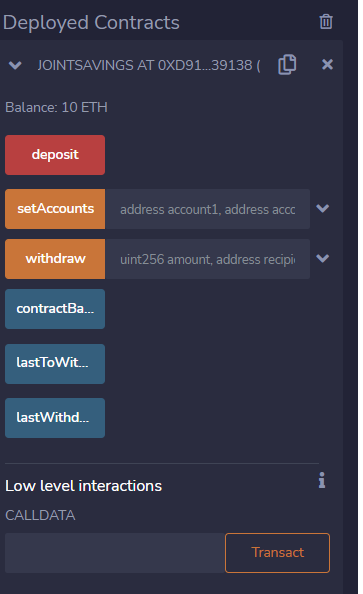 Deployed Contracts
JOINTSAVINGS AT 0XD91...39138 (
Balance: 10 ETH
deposit
setAccounts address account1, address acco
withdraw uint256 amount, address recipi
contractBa...
lastToWit...
lastWithd...
Low level interactions
CALLDATA
Transact